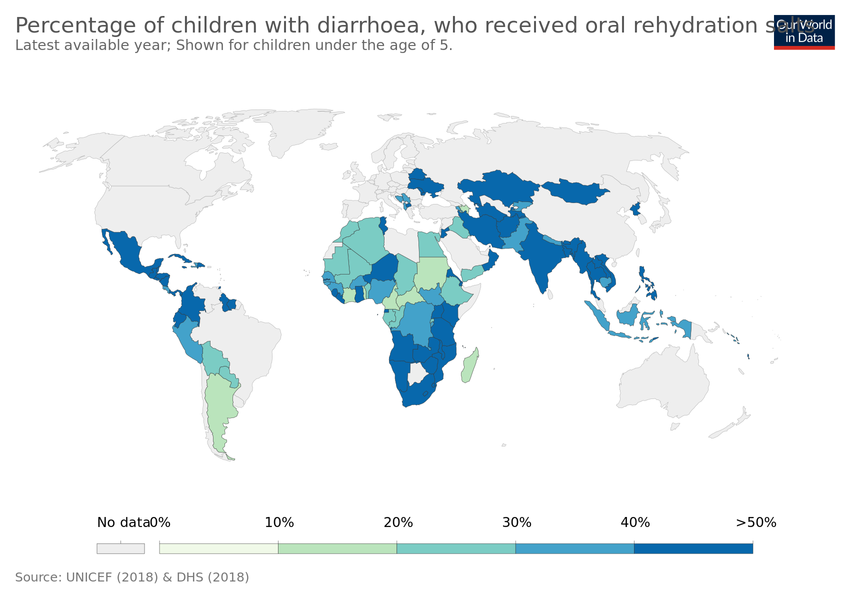 Percentage of children with diarrhoea, who received oral rehydration salts
Our World
in Data
Latest available year; Shown for children under the age of 5.
No data 0% 10% 20% 30% 40% >50%
Source: UNICEF (2018) & DHS (2018)